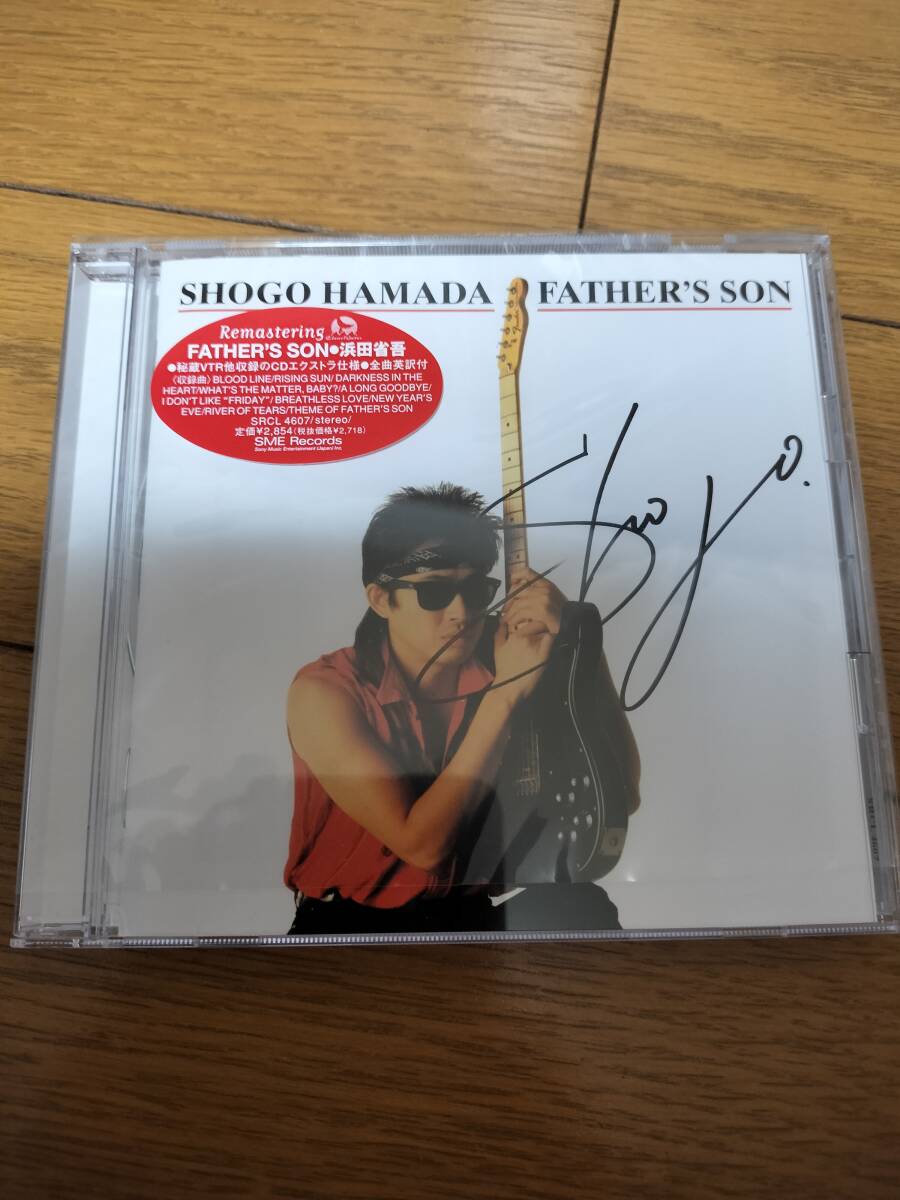 SHOGO HAMADA FATHER'S SON
Remastering
FATHER'S SON●浜田省吾
●秘蔵VTR他収録のCDエクストラ仕様●全曲英訳付
〈収録曲〉BLOOD LINE/RISING SUN/DARKNESS IN THE
HEART/WHAT'S THE MATTER, BABY?/A LONG GOODBYE/
I DON'T LIKE "FRIDAY"/BREATHLESS LOVE/NEW YEAR'S
EVE/RIVER OF TEARS/THEME OF FATHER'S SON
SRCL 4607/stereo/
定価¥2,854(税抜価格¥2,718)
SME Records
Sony Music Entertainment (Japan) Inc.
Shogo.